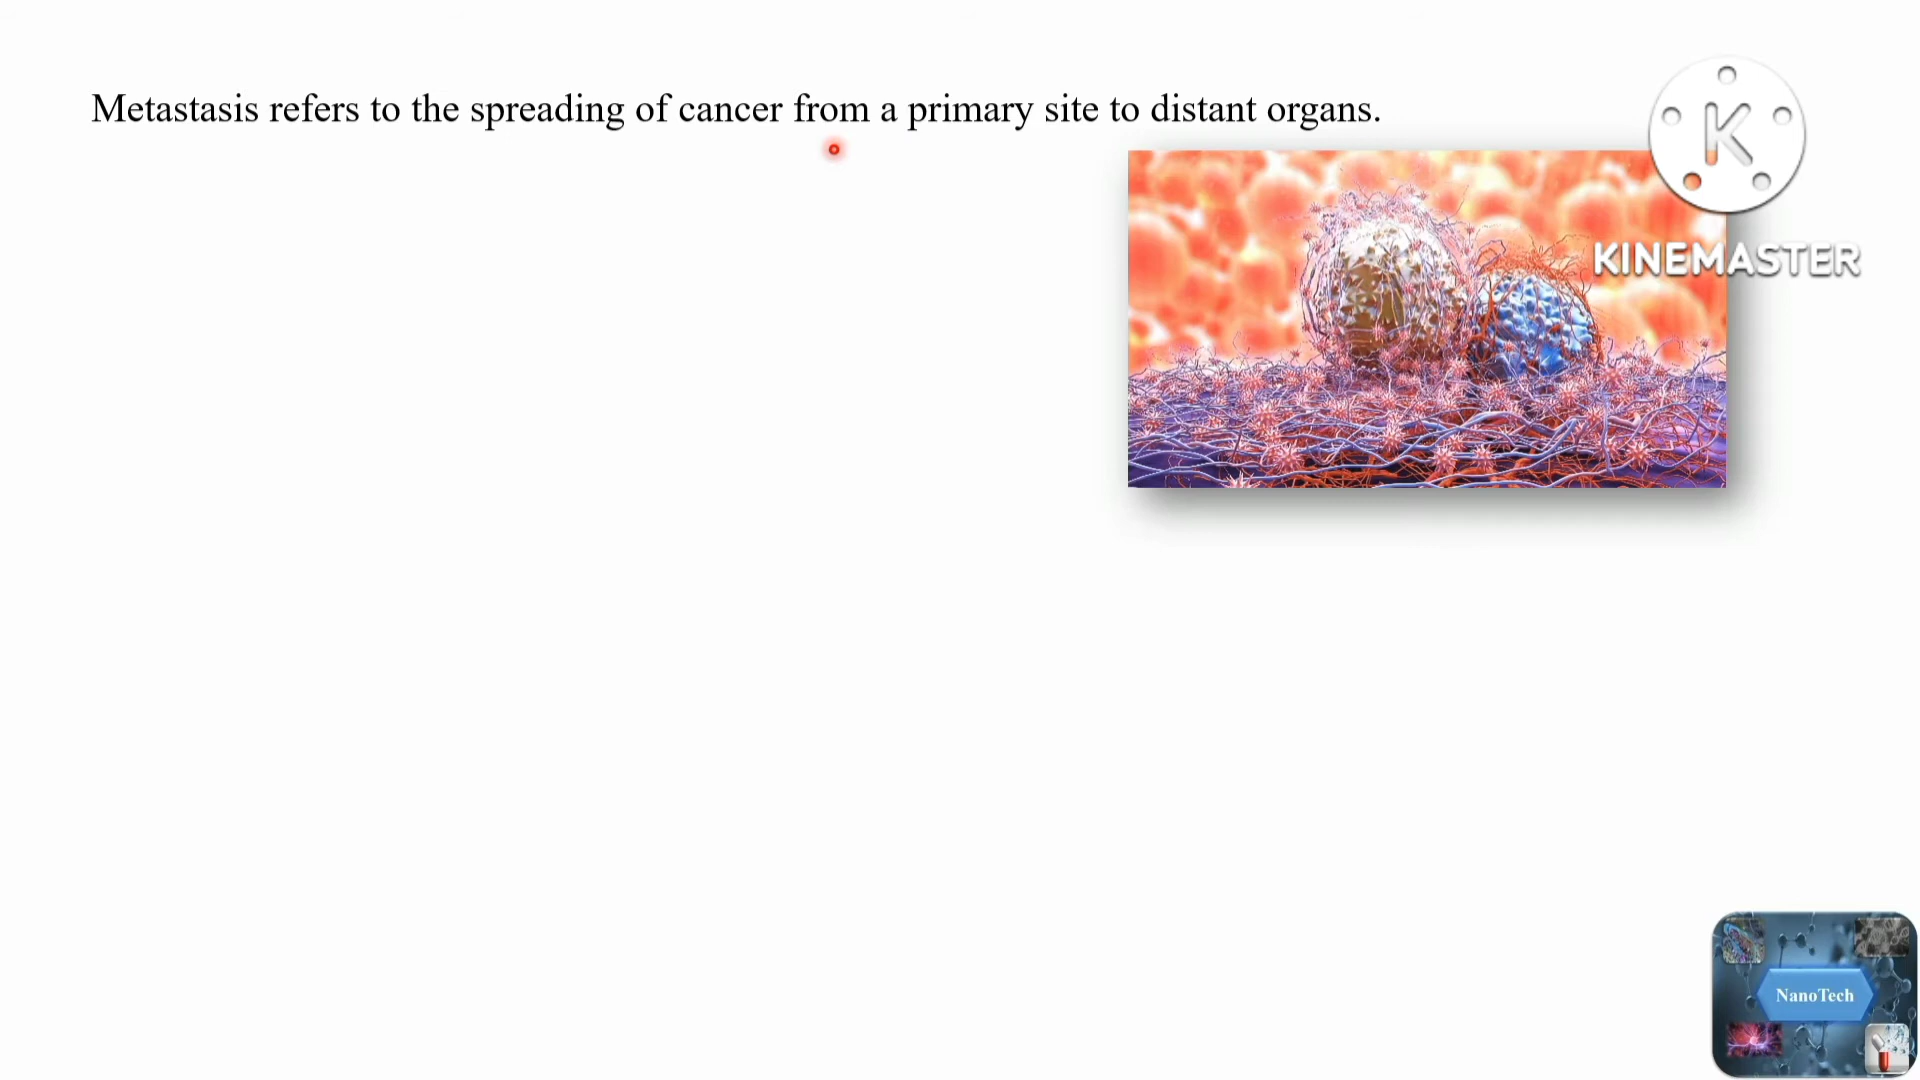 Metastasis refers to the spreading of cancer from a primary site to distant organs.
K
KINEMASTER
NanoTech